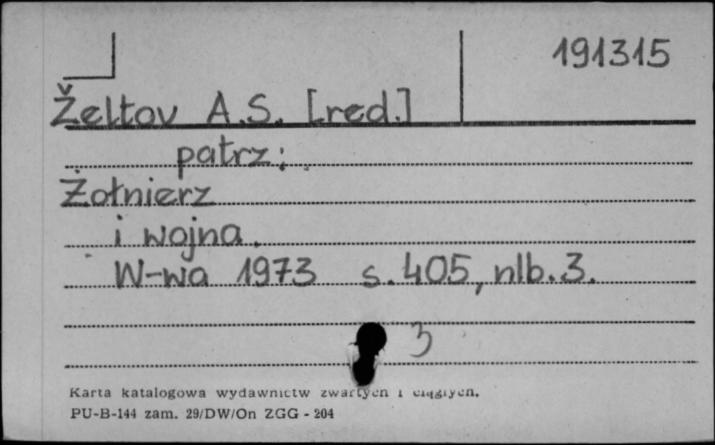 191315
Želtov A.S. [red.]
patrz:
Żołnierz
i wojna.
W-wa 1973 s. 405, nlb. 3.
3
Karta katalogowa wydawnictw zwartych i ciągłych.
PU-B-144 zam. 29/DW/On ZGG - 204